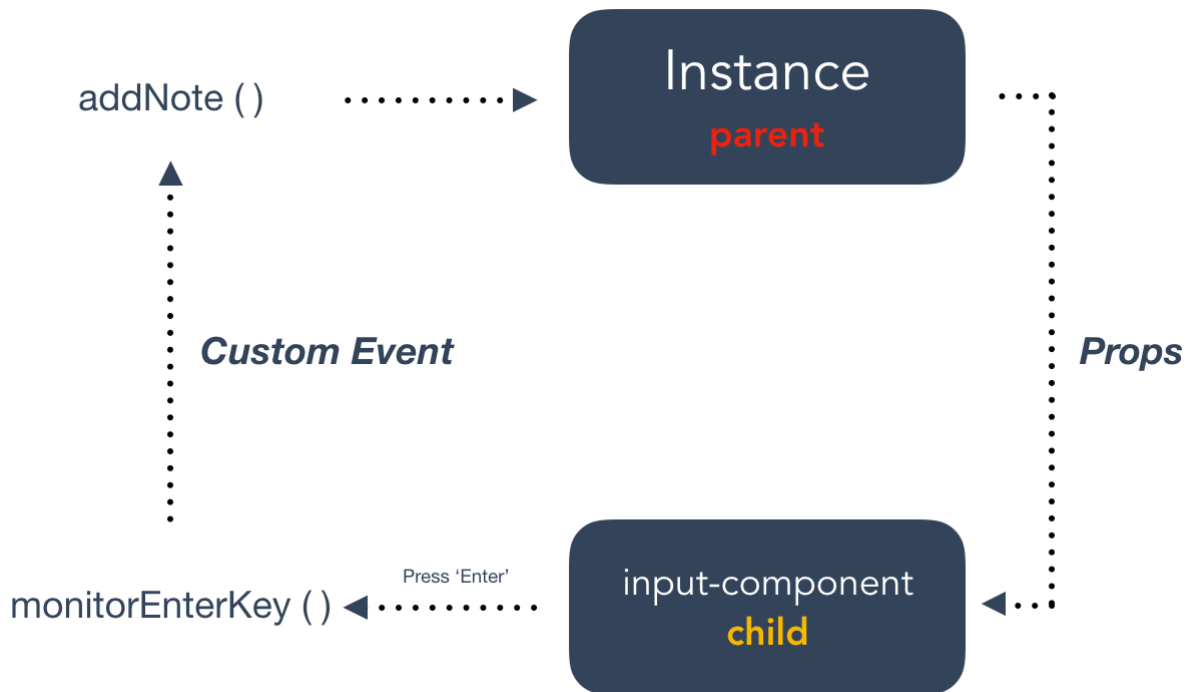 Instance
parent
addNote ( )
Custom Event
Props
Press ‘Enter’
monitorEnterKey ( )
input-component
child